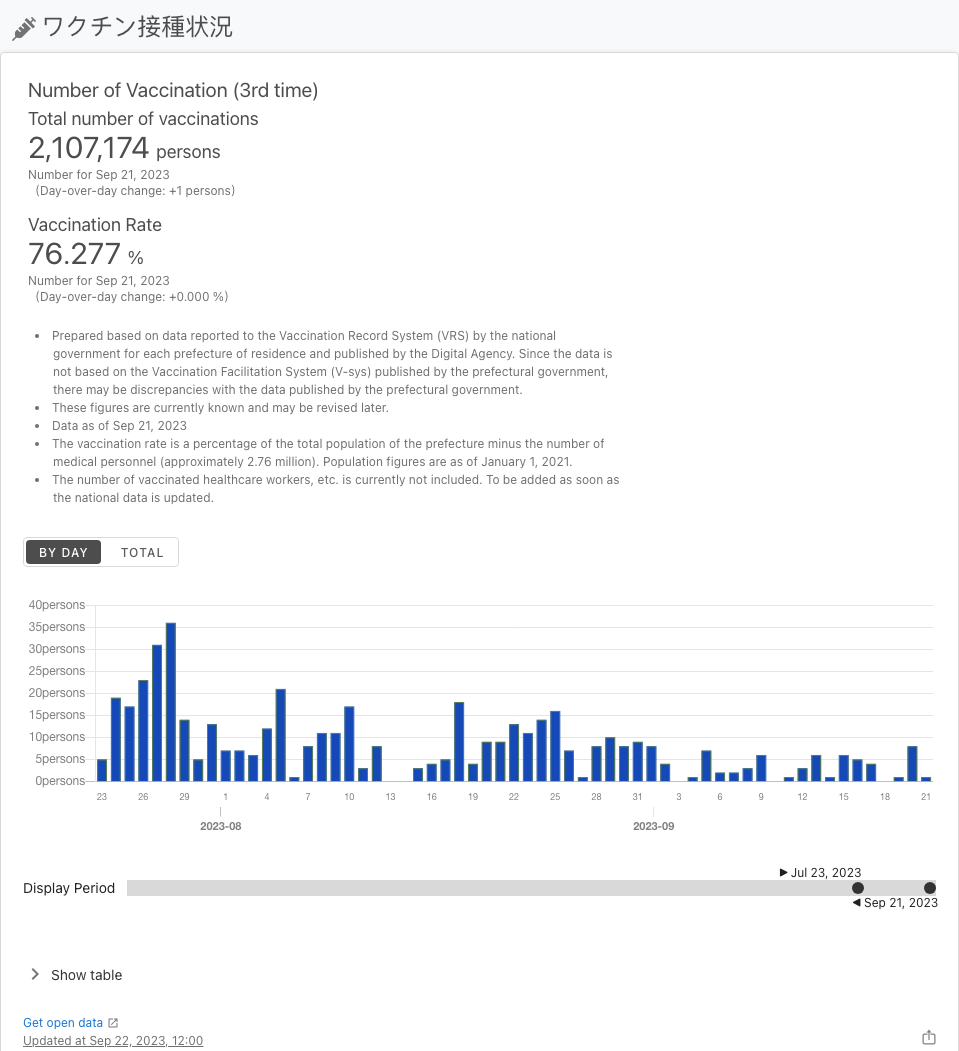 ワクチン接種状況
Number of Vaccination (3rd time)
Total number of vaccinations
2,107,174 persons
Number for Sep 21, 2023
(Day-over-day change: +1 persons)
Vaccination Rate
76.277 %
Number for Sep 21, 2023
(Day-over-day change: +0.000 %)
• Prepared based on data reported to the Vaccination Record System (VRS) by the national
government for each prefecture of residence and published by the Digital Agency. Since the data is
not based on the Vaccination Facilitation System (V-sys) published by the prefectural government,
there may be discrepancies with the data published by the prefectural government.
• These figures are currently known and may be revised later.
• Data as of Sep 21, 2023
• The vaccination rate is a percentage of the total population of the prefecture minus the number of
medical personnel (approximately 2.76 million). Population figures are as of January 1, 2021.
• The number of vaccinated healthcare workers, etc. is currently not included. To be added as soon as
the national data is updated.
BY DAY TOTAL
40persons
35persons
30persons
25persons
20persons
15persons
10persons
5persons
0persons
23 26 29 1 4 7 10 13 16 19 22 25 28 31 3 6 9 12 15 18 21
2023-08 2023-09
Jul 23, 2023
Display Period
Sep 21, 2023
Show table
Get open data
Updated at Sep 22, 2023, 12:00